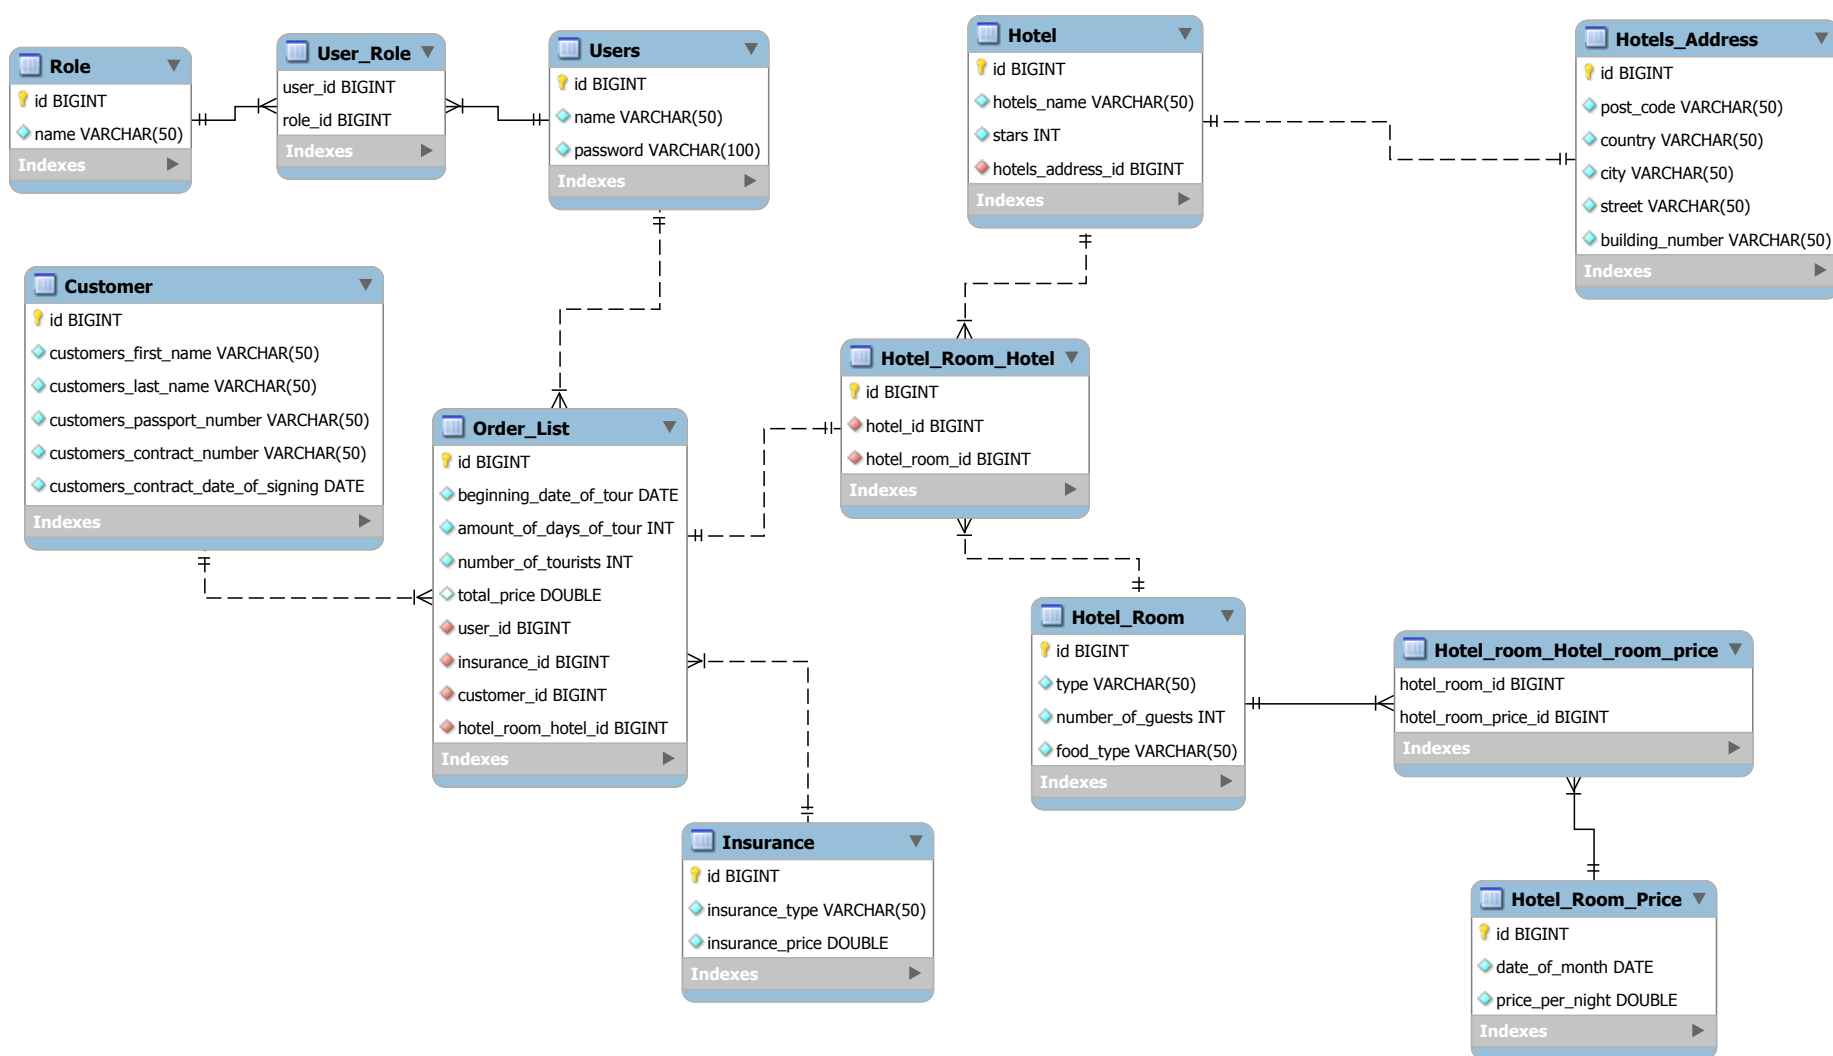 Role
id BIGINT
name VARCHAR(50)
Indexes
User_Role
user_id BIGINT
role_id BIGINT
Indexes
Users
id BIGINT
name VARCHAR(50)
password VARCHAR(100)
Indexes
Hotel
id BIGINT
hotels_name VARCHAR(50)
stars INT
hotels_address_id BIGINT
Indexes
Hotels_Address
id BIGINT
post_code VARCHAR(50)
country VARCHAR(50)
city VARCHAR(50)
street VARCHAR(50)
building_number VARCHAR(50)
Indexes
Customer
id BIGINT
customers_first_name VARCHAR(50)
customers_last_name VARCHAR(50)
customers_passport_number VARCHAR(50)
customers_contract_number VARCHAR(50)
customers_contract_date_of_signing DATE
Indexes
Order_List
id BIGINT
beginning_date_of_tour DATE
amount_of_days_of_tour INT
number_of_tourists INT
total_price DOUBLE
user_id BIGINT
insurance_id BIGINT
customer_id BIGINT
hotel_room_hotel_id BIGINT
Indexes
Hotel_Room_Hotel
id BIGINT
hotel_id BIGINT
hotel_room_id BIGINT
Indexes
Hotel_Room
id BIGINT
type VARCHAR(50)
number_of_guests INT
food_type VARCHAR(50)
Indexes
Hotel_room_Hotel_room_price
hotel_room_id BIGINT
hotel_room_price_id BIGINT
Indexes
Insurance
id BIGINT
insurance_type VARCHAR(50)
insurance_price DOUBLE
Indexes
Hotel_Room_Price
id BIGINT
date_of_month DATE
price_per_night DOUBLE
Indexes